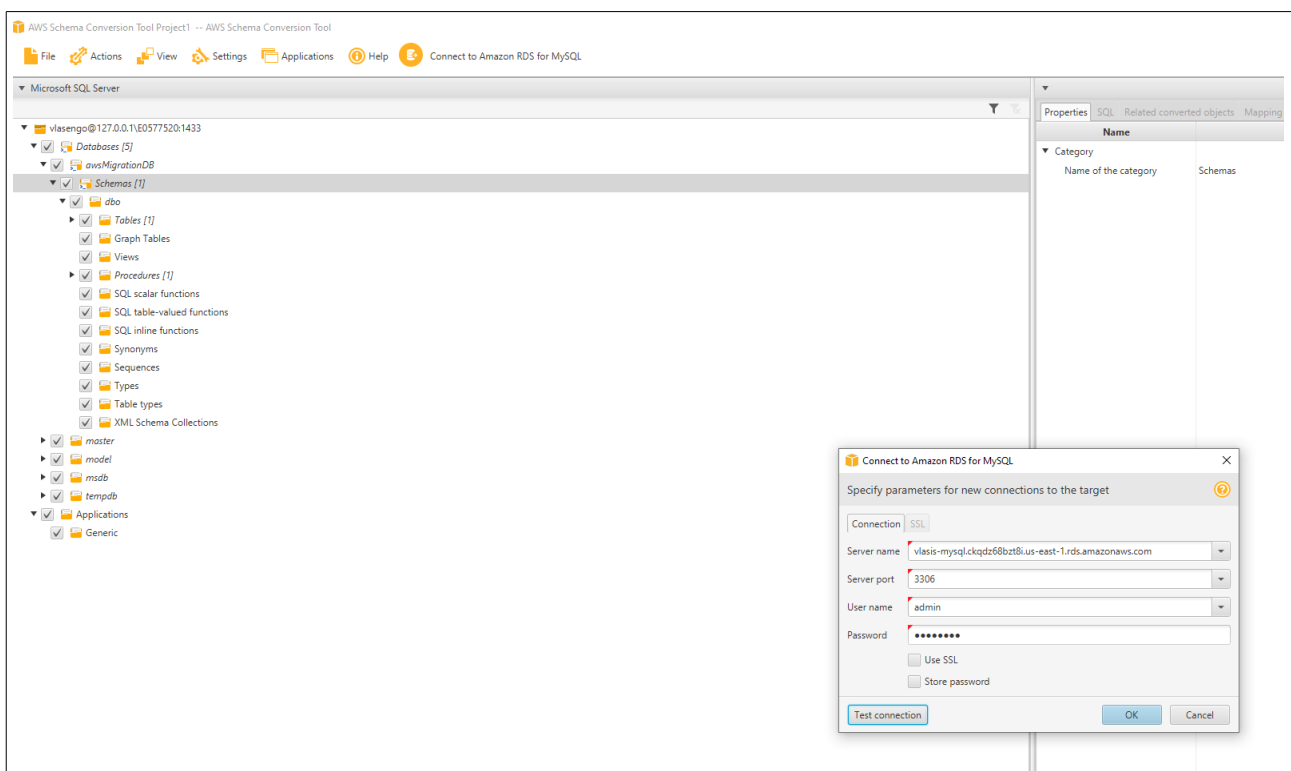 AWS Schema Conversion Tool Project1 -- AWS Schema Conversion Tool
File Actions View Settings Applications Help Connect to Amazon RDS for MySQL
Microsoft SQL Server
vlasengo@127.0.0.1\E0577520:1433
Databases [5]
awsMigrationDB
Schemas [1]
dbo
Tables [1]
Graph Tables
Views
Procedures [1]
SQL scalar functions
SQL table-valued functions
SQL inline functions
Synonyms
Sequences
Types
Table types
XML Schema Collections
master
model
msdb
tempdb
Applications
Generic
Properties SQL Related converted objects Mapping
Name
Category
Name of the category Schemas
Connect to Amazon RDS for MySQL
Specify parameters for new connections to the target
Connection SSL
Server name vlasis-mysql.ckqdz68bzt8i.us-east-1.rds.amazonaws.com
Server port 3306
User name admin
Password ••••••••
Use SSL
Store password
Test connection OK Cancel